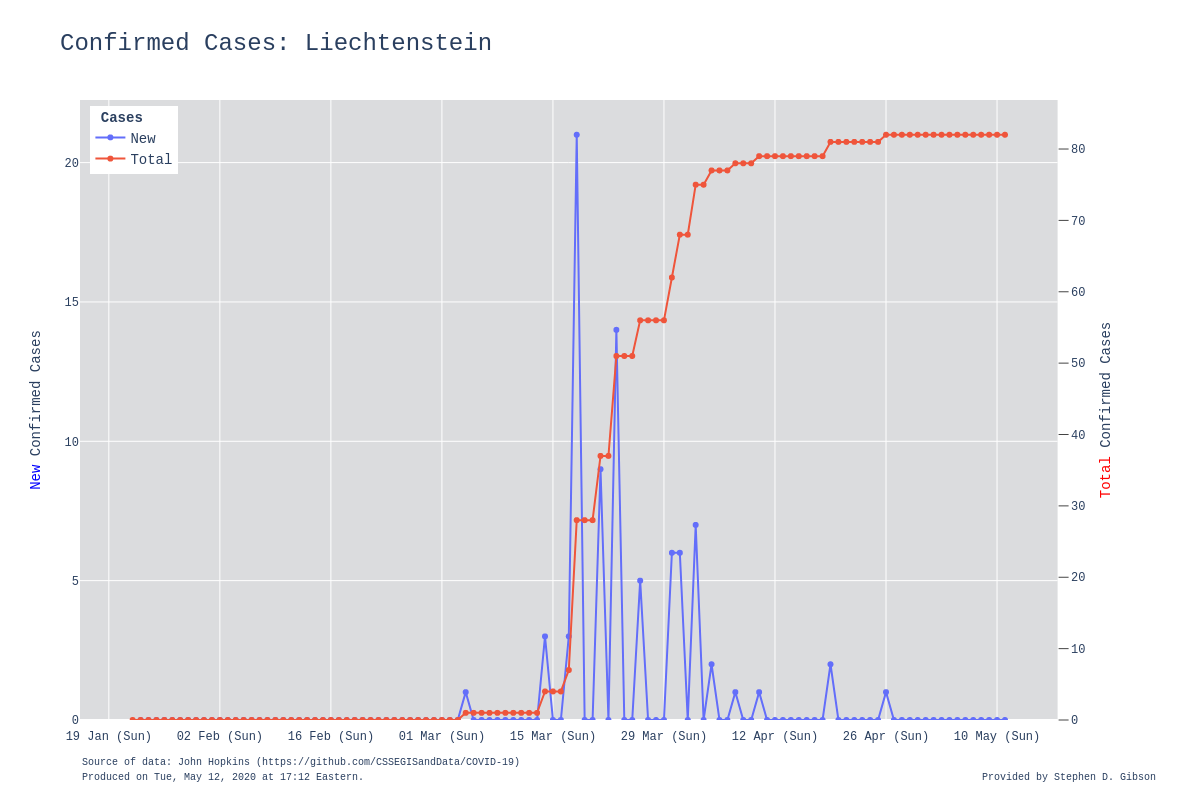 Confirmed Cases: Liechtenstein
Cases
New
Total
20
15
10
5
0
New Confirmed Cases
80
70
60
50
40
30
20
10
0
Total Confirmed Cases
19 Jan (Sun) 02 Feb (Sun) 16 Feb (Sun) 01 Mar (Sun) 15 Mar (Sun) 29 Mar (Sun) 12 Apr (Sun) 26 Apr (Sun) 10 May (Sun)
Source of data: John Hopkins (https://github.com/CSSEGISandData/COVID-19)
Produced on Tue, May 12, 2020 at 17:12 Eastern.
Provided by Stephen D. Gibson